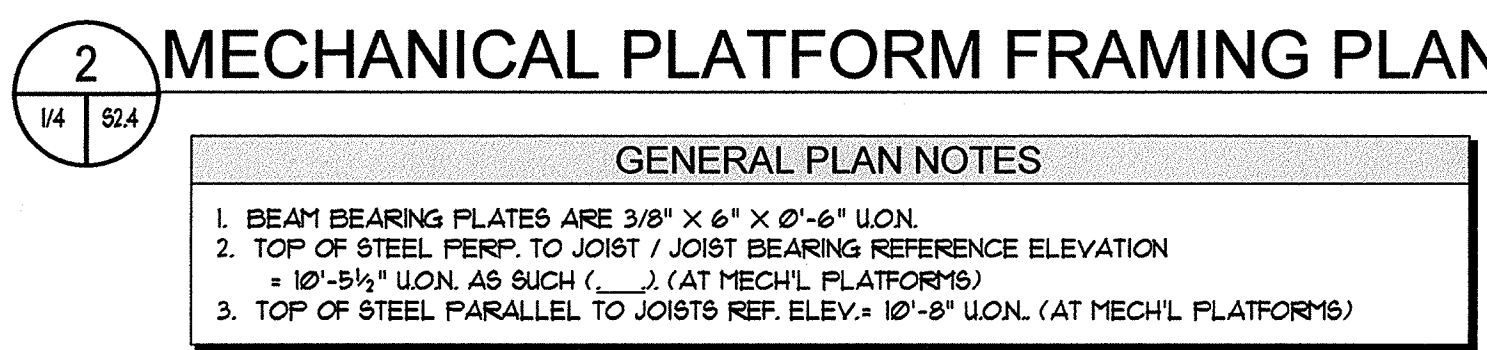 2
MECHANICAL PLATFORM FRAMING PLAN
1/4 S2.4
GENERAL PLAN NOTES
1. BEAM BEARING PLATES ARE 3/8" X 6" X 0'-6" U.O.N.
2. TOP OF STEEL PERP. TO JOIST / JOIST BEARING REFERENCE ELEVATION
= 10'-5½" U.O.N. AS SUCH (___). (AT MECH'L PLATFORMS)
3. TOP OF STEEL PARALLEL TO JOISTS REF. ELEV.= 10'-8" U.O.N.. (AT MECH'L PLATFORMS)